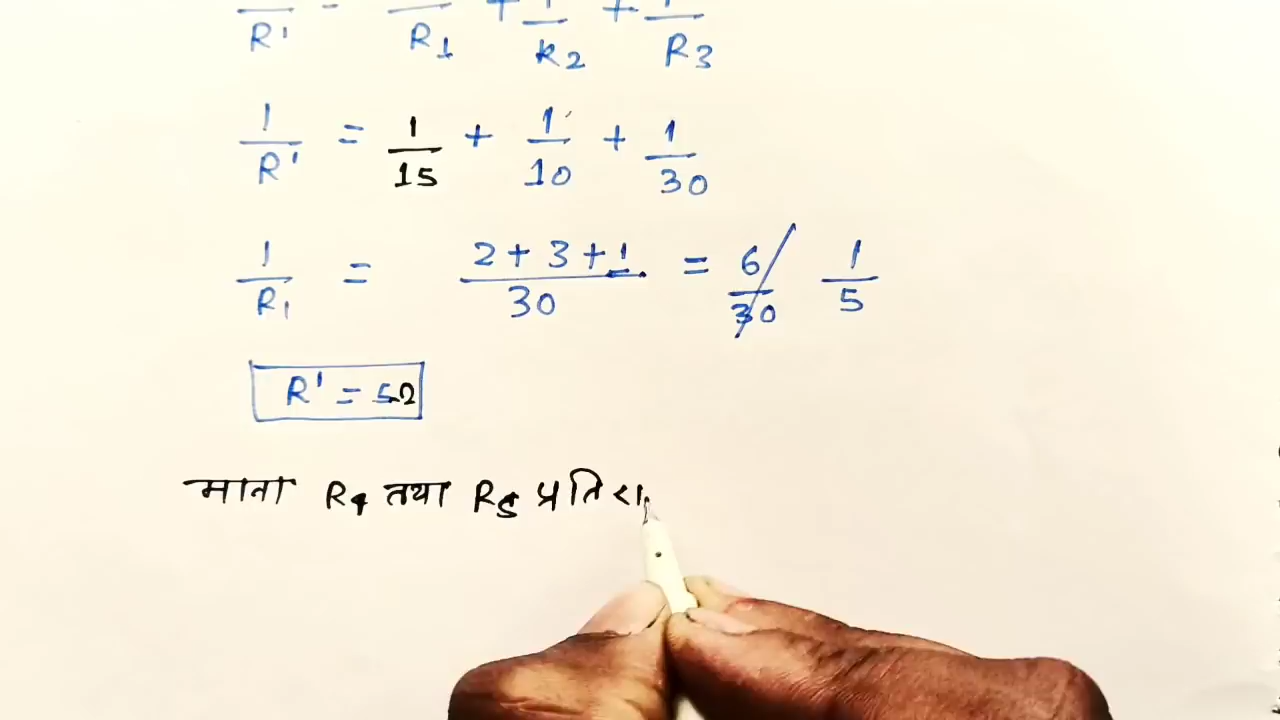 1/R' = 1/R1 + 1/R2 + 1/R3
1/R' = 1/15 + 1/10 + 1/30
1/R1 = 2+3+1/30 = 6/30 1/5
R' = 5Ω
माना R4 तथा R5 प्रतिरा